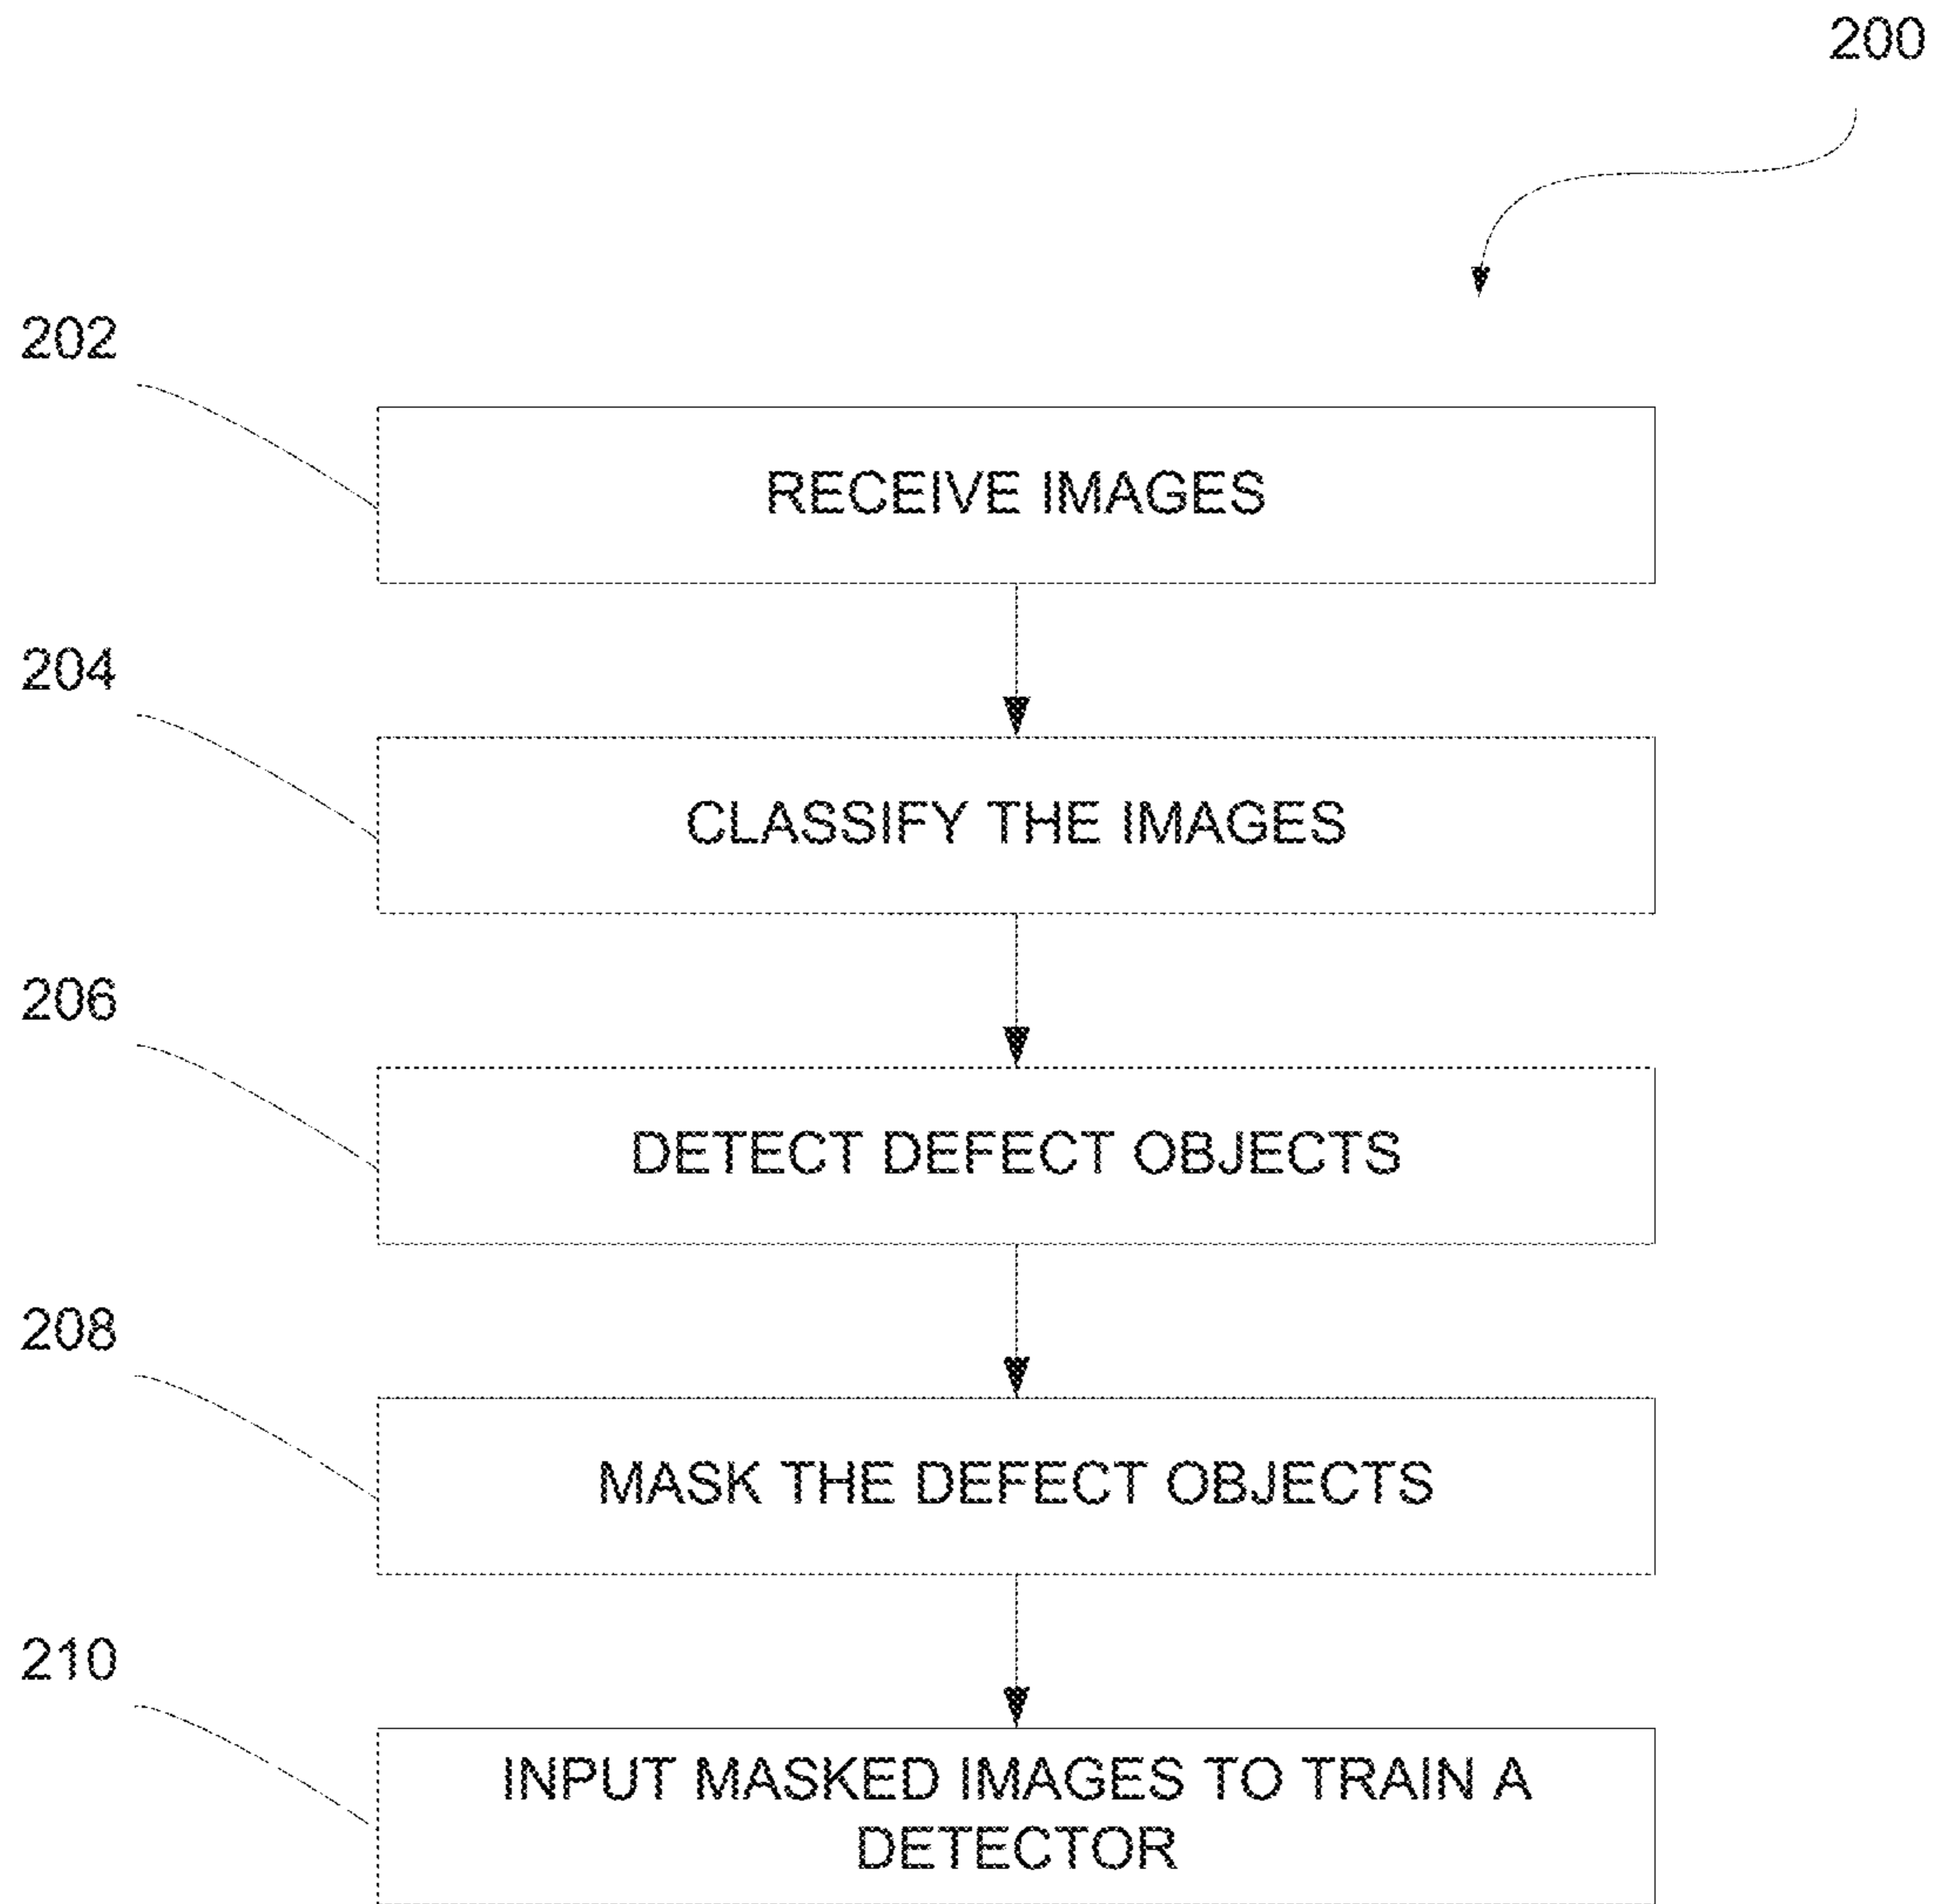 200
202
RECEIVE IMAGES
204
CLASSIFY THE IMAGES
206
DETECT DEFECT OBJECTS
208
MASK THE DEFECT OBJECTS
210
INPUT MASKED IMAGES TO TRAIN A
DETECTOR